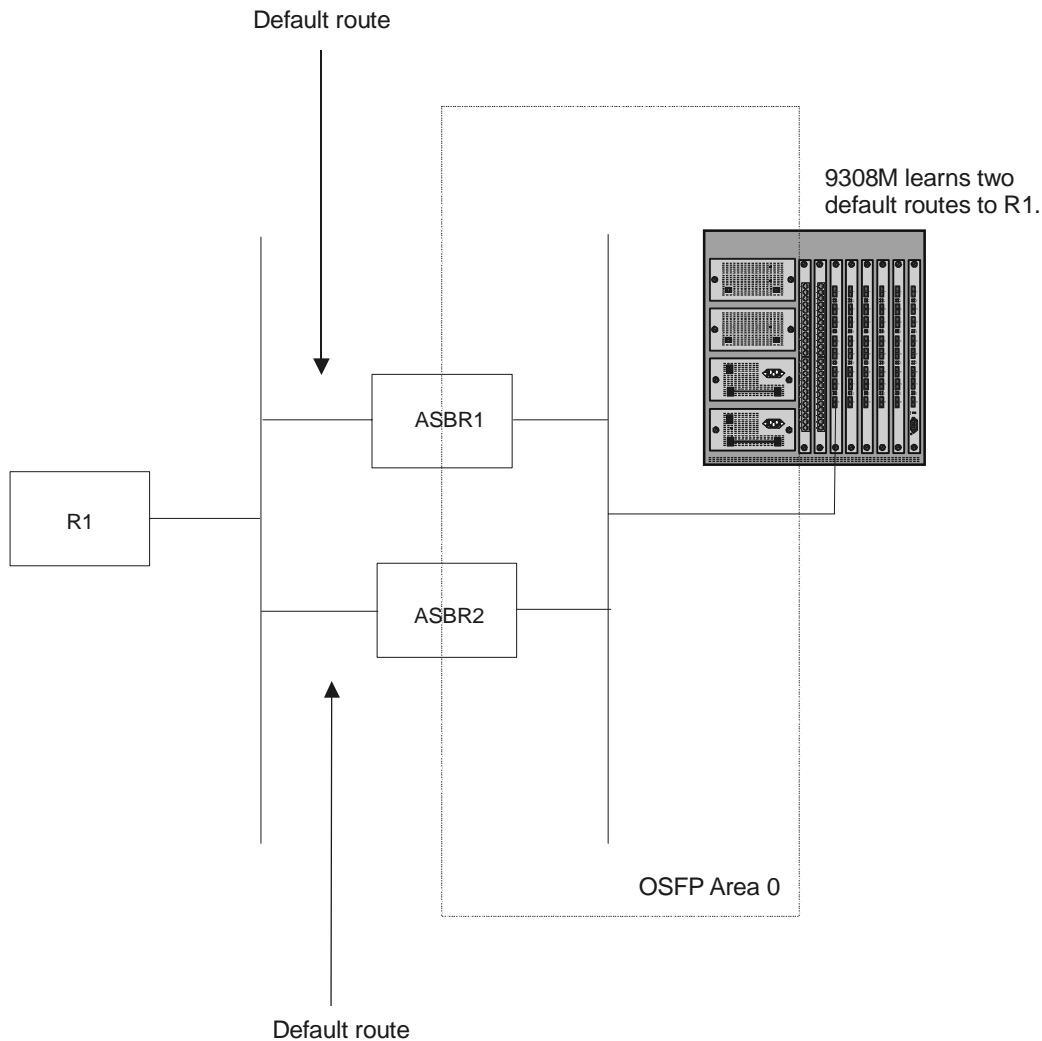 Default route
9308M learns two
default routes to R1.
ASBR1
R1
ASBR2
OSFP Area 0
Default route